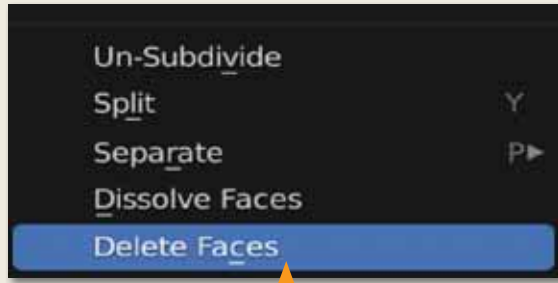 Un-Subdivide
Split Y
Separate P▶
Dissolve Faces
Delete Faces